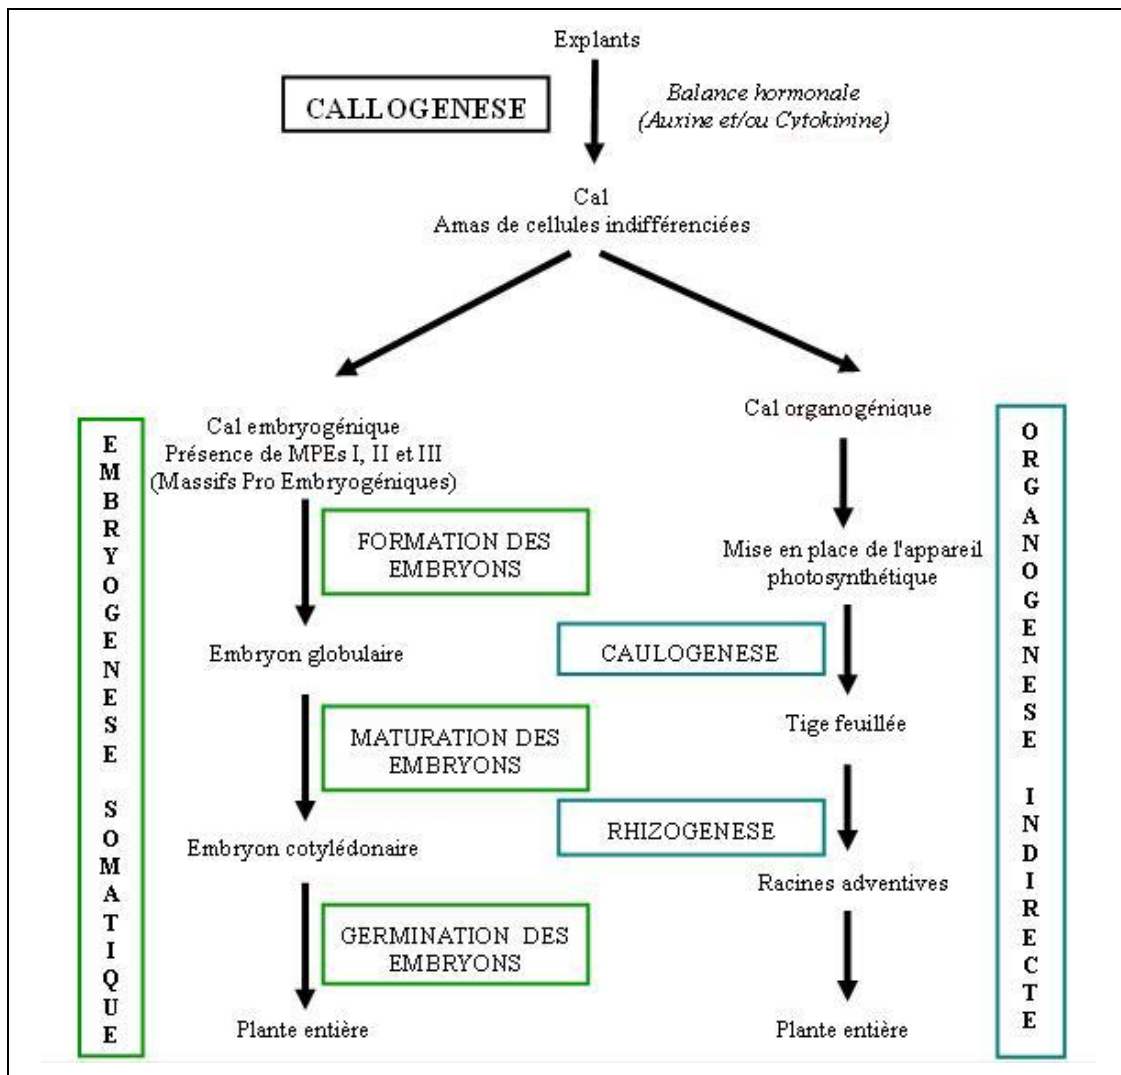 Explants
CALLOGENESE
Balance hormonale
(Auxine et/ou Cytokinine)
Cal
Amas de cellules indifférenciées
EMBRYOGENESE SOMATIQUE
Cal embryogénique
Présence de MPEs I, II et III
(Massifs Pro Embryogéniques)
FORMATION DES
EMBRYONS
Embryon globulaire
MATURATION DES
EMBRYONS
Embryon cotylédonaire
GERMINATION DES
EMBRYONS
Plante entière
Cal organogénique
Mise en place de l'appareil
photosynthétique
CAULOGENESE
Tige feuillée
RHIZOGENESE
Racines adventives
Plante entière
ORGANOGENESE INDIRECTE